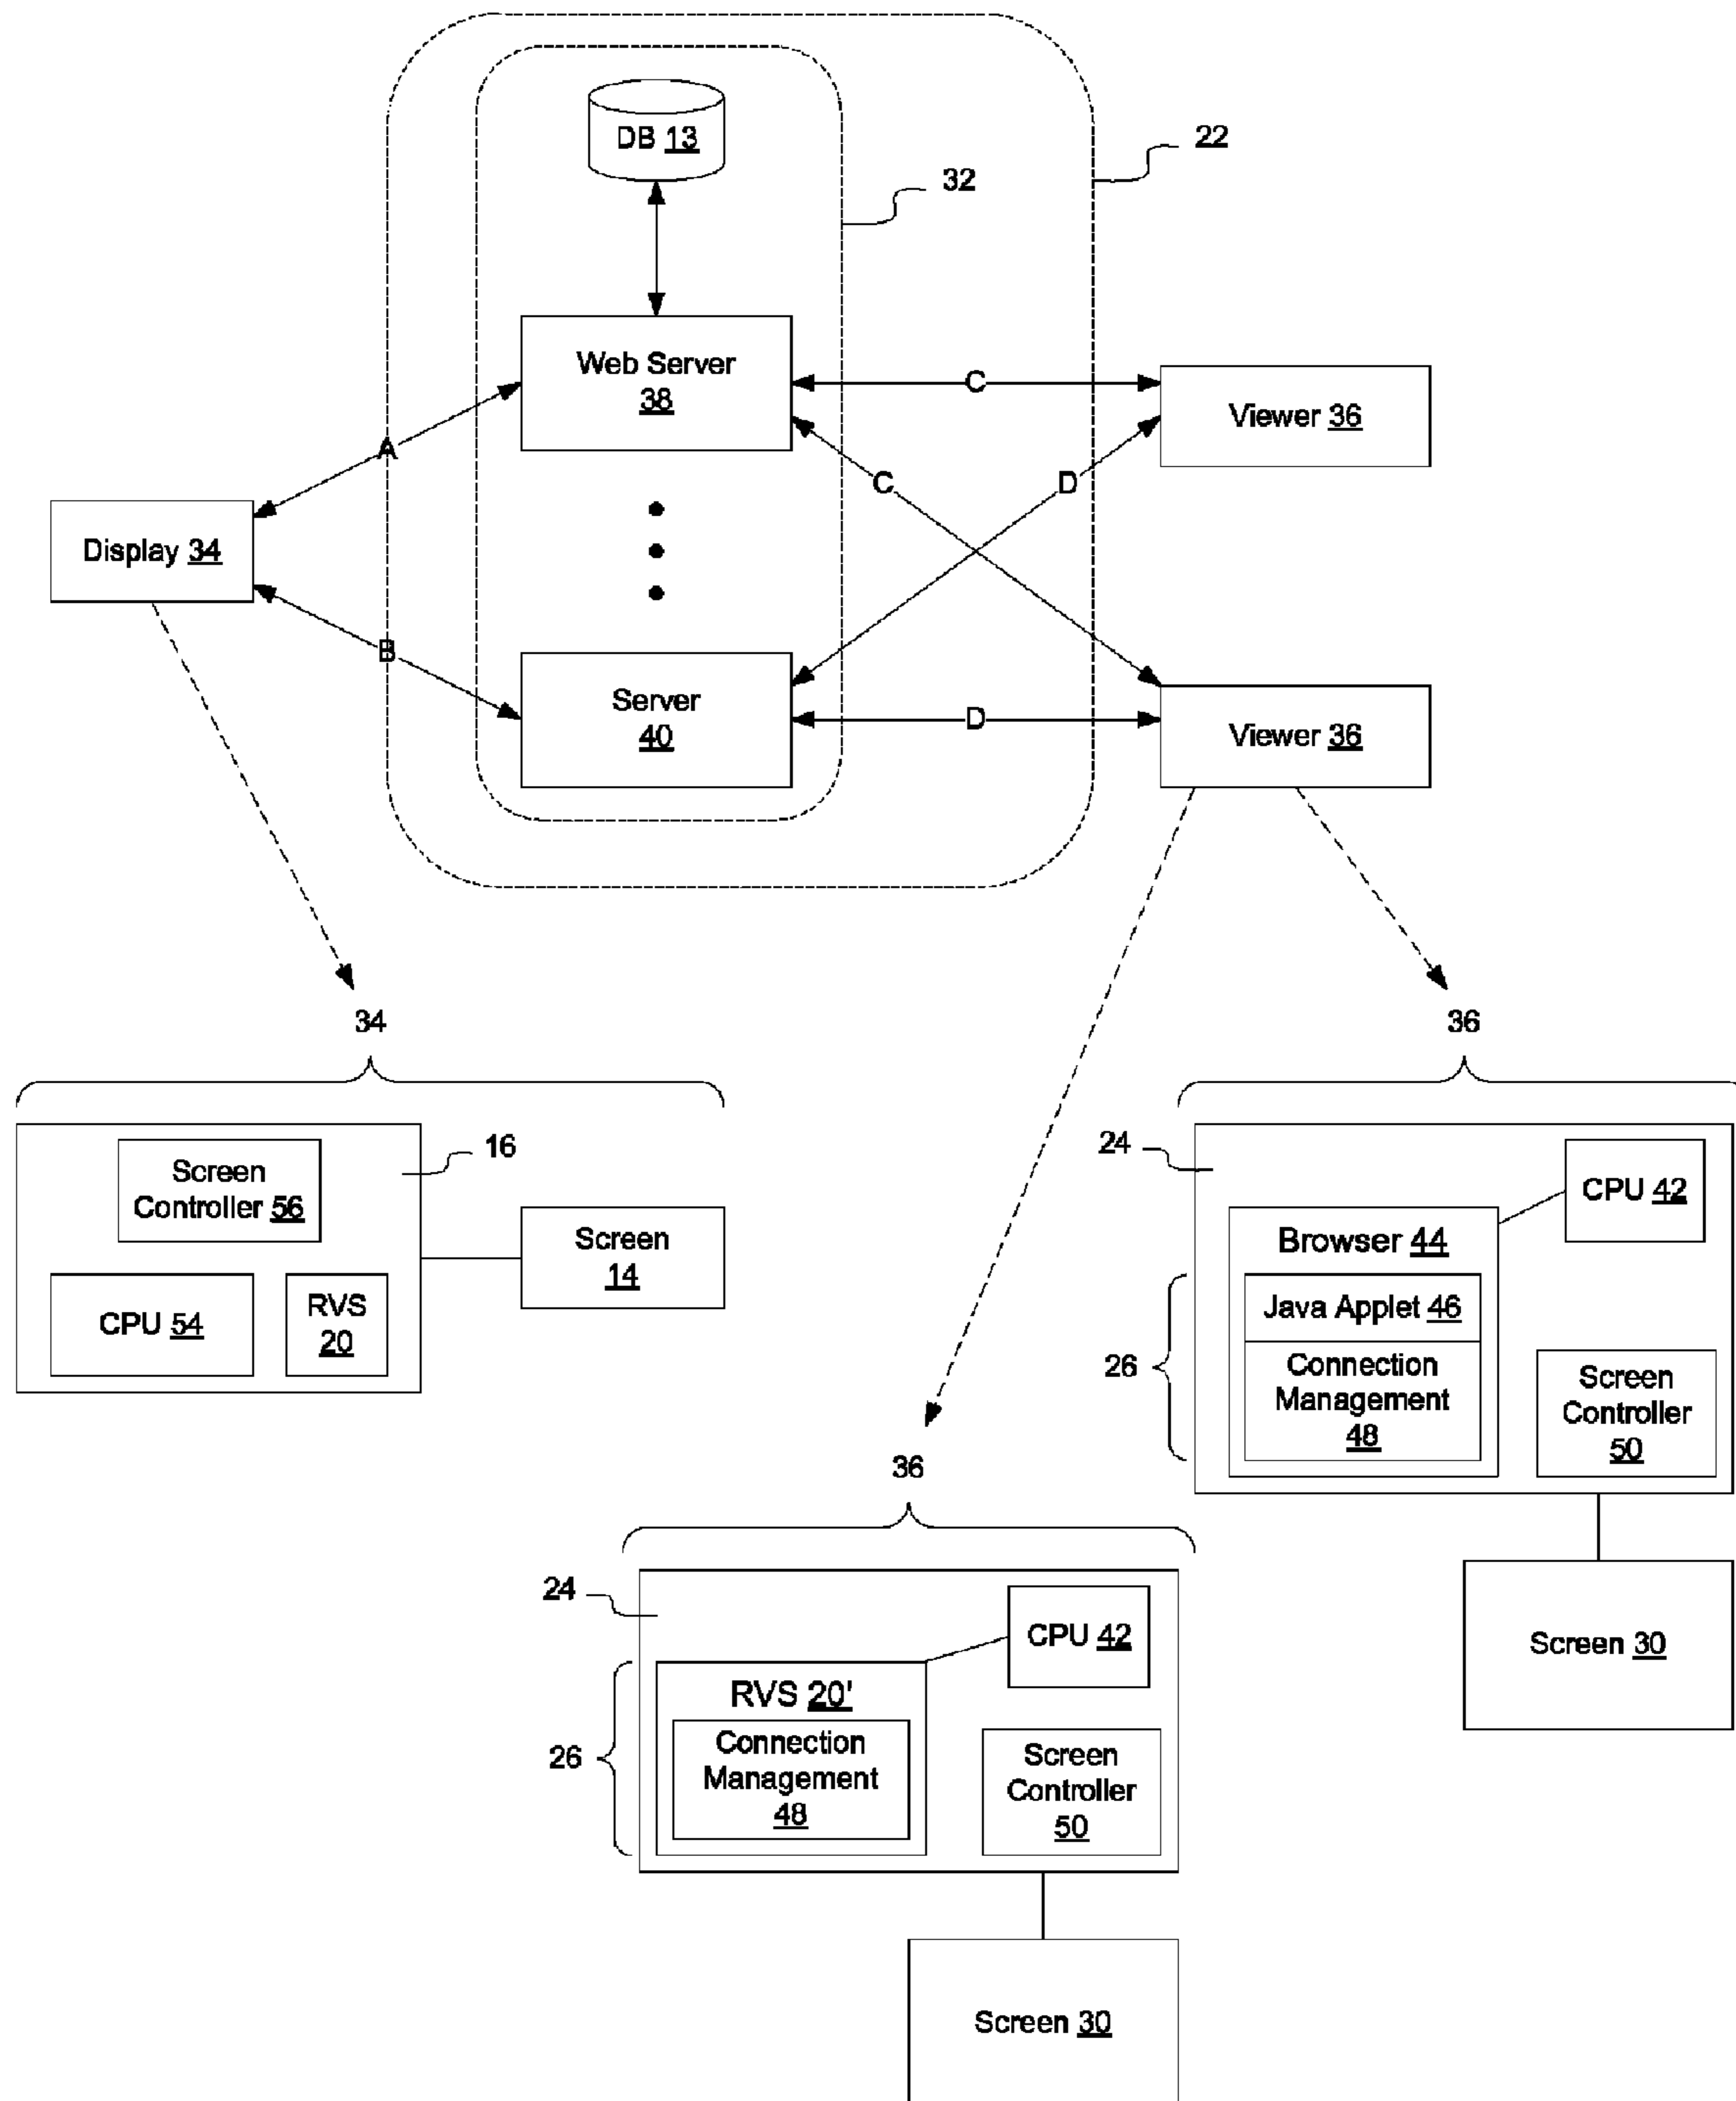 DB 13
22
32
Web Server
38
A
C
Viewer 36
C
D
Display 34
B
Server
40
D
Viewer 36
34
36
16
Screen
Controller 56
CPU 54
RVS
20
Screen
14
24
CPU 42
Browser 44
Java Applet 46
26
Connection
Management
48
Screen
Controller
50
Screen 30
36
24
CPU 42
RVS 20'
26
Connection
Management
48
Screen
Controller
50
Screen 30